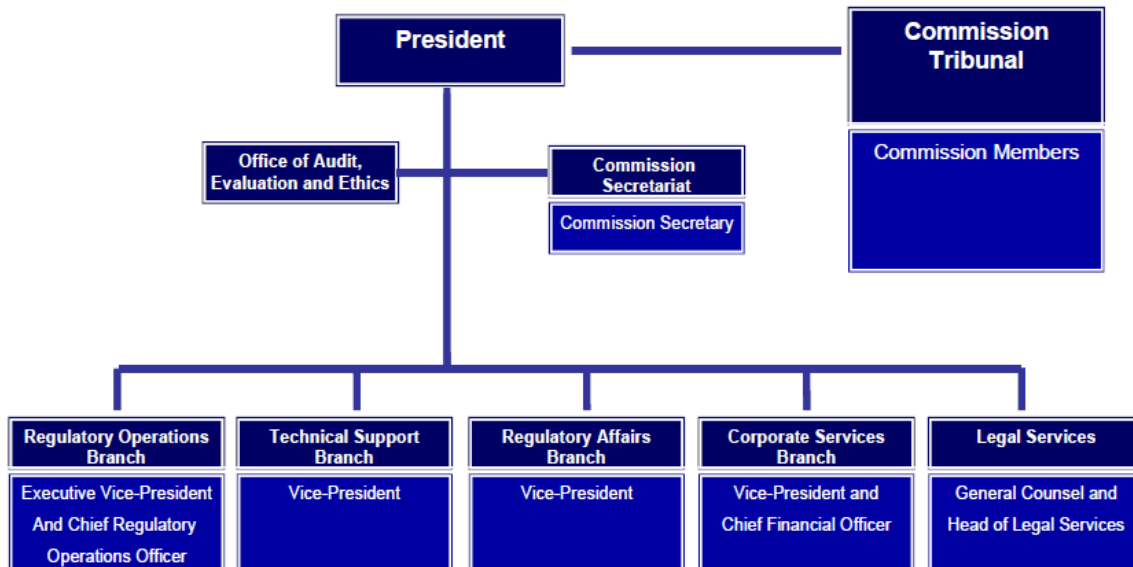 President
Commission
Tribunal
Commission Members
Office of Audit,
Evaluation and Ethics
Commission
Secretariat
Commission Secretary
Regulatory Operations
Branch
Executive Vice-President
And Chief Regulatory
Operations Officer
Technical Support
Branch
Vice-President
Regulatory Affairs
Branch
Vice-President
Corporate Services
Branch
Vice-President and
Chief Financial Officer
Legal Services
General Counsel and
Head of Legal Services